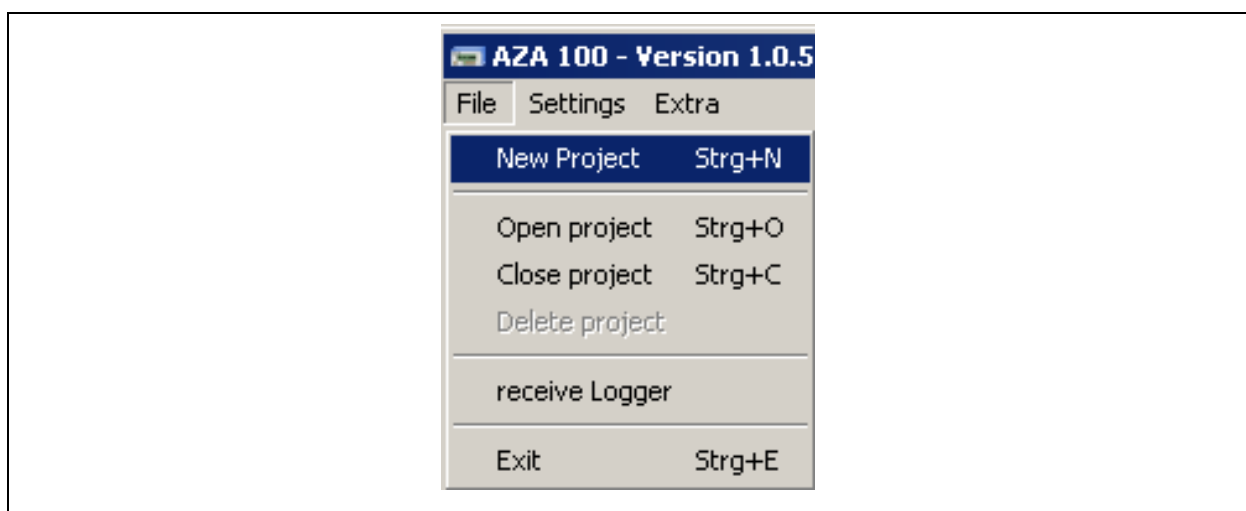 AZA 100 - Version 1.0.5
File Settings Extra
New Project Strg+N
Open project Strg+O
Close project Strg+C
Delete project
receive Logger
Exit Strg+E